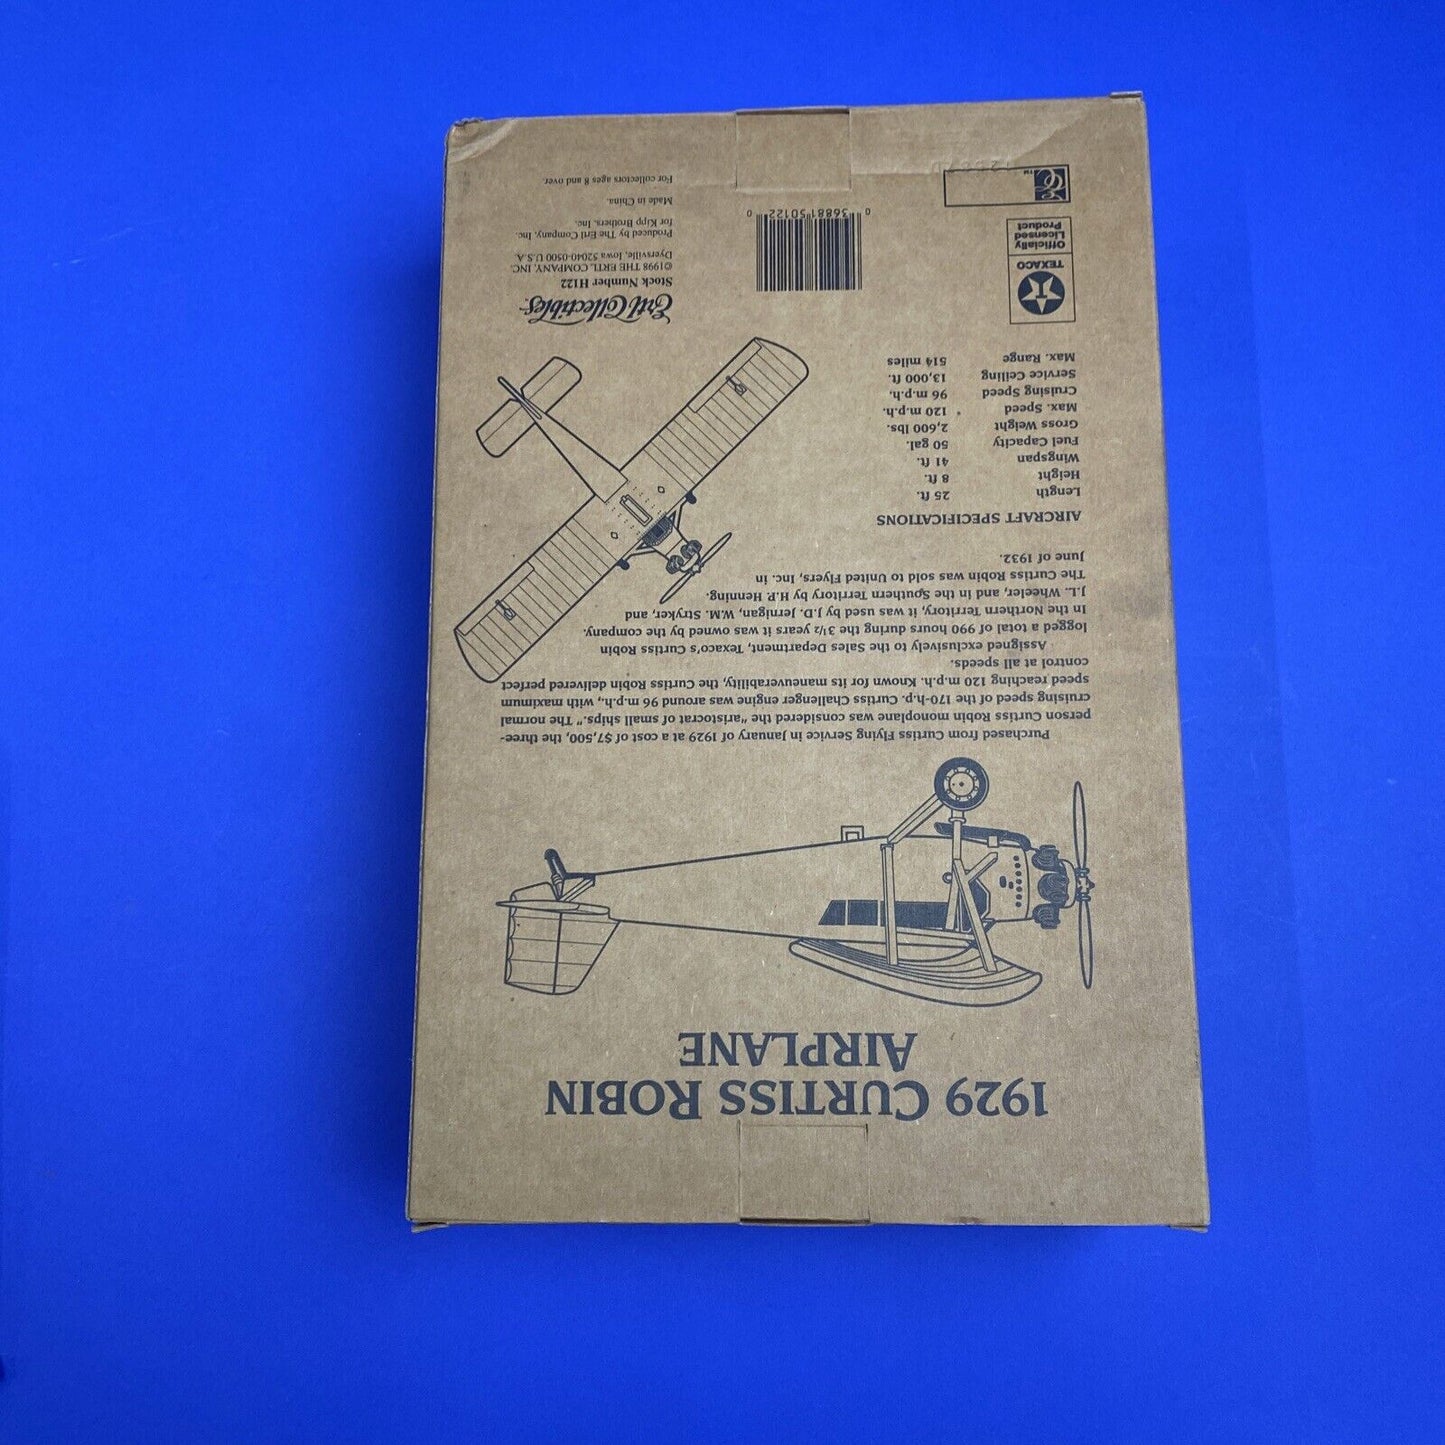 1929 CURTISS ROBIN
AIRPLANE
Purchased from Curtiss Flying Service in January of 1929 at a cost of $7,500, the three-
person Curtiss Robin monoplane was considered the "aristocrat of small ships." The normal
cruising speed of the 170-h.p. Curtiss Challenger engine was around 96 m.p.h., with maximum
speed reaching 120 m.p.h. Known for its maneuverability, the Curtiss Robin delivered perfect
control at all speeds.
Assigned exclusively to the Sales Department, Texaco's Curtiss Robin
logged a total of 990 hours during the 3½ years it was owned by the company.
In the Northern Territory, it was used by J.D. Jernigan, W.M. Stryker, and
J.L. Wheeler, and in the Southern Territory by H.P. Henning.
The Curtiss Robin was sold to United Flyers, Inc. in
June of 1932.
AIRCRAFT SPECIFICATIONS
Length 25 ft.
Height 8 ft.
Wingspan 41 ft.
Fuel Capacity 50 gal.
Gross Weight 2,600 lbs.
Max. Speed 120 m.p.h.
Cruising Speed 96 m.p.h.
Service Ceiling 13,000 ft.
Max. Range 514 miles
TEXACO
Officially
Licensed
Product
TM
0 36881 50122 0
Ertl Collectibles
Stock Number H122
©1998 THE ERTL COMPANY, INC.
Dyersville, Iowa 52040-0500 U.S.A.
Produced by The Ertl Company, Inc.
for Kipp Brothers, Inc.
Made in China.
For collectors ages 8 and over.